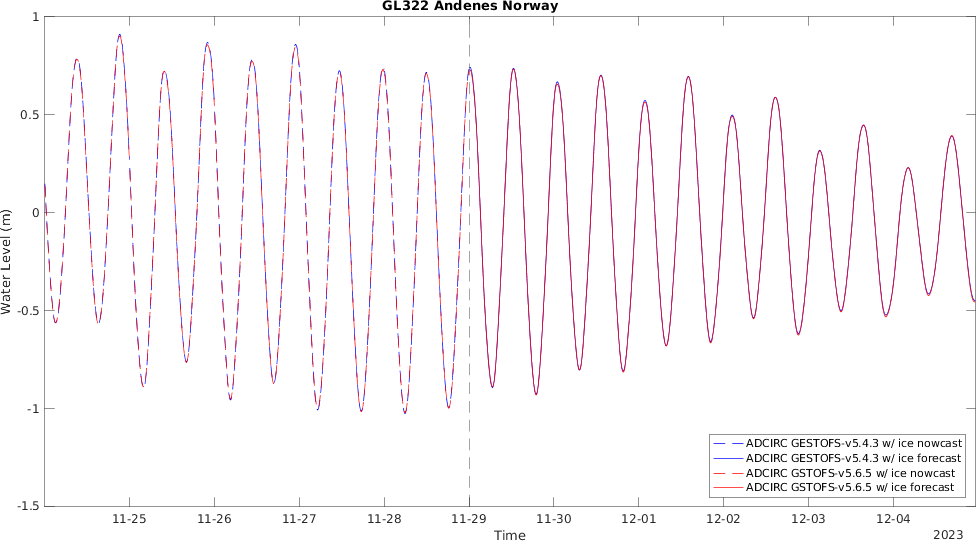 GL322 Andenes Norway
1
0.5
0
-0.5
-1
-1.5
Water Level (m)
ADCIRC GESTOFS-v5.4.3 w/ ice nowcast
ADCIRC GESTOFS-v5.4.3 w/ ice forecast
ADCIRC GSTOFS-v5.6.5 w/ ice nowcast
ADCIRC GSTOFS-v5.6.5 w/ ice forecast
11-25 11-26 11-27 11-28 11-29 11-30 12-01 12-02 12-03 12-04
Time
2023